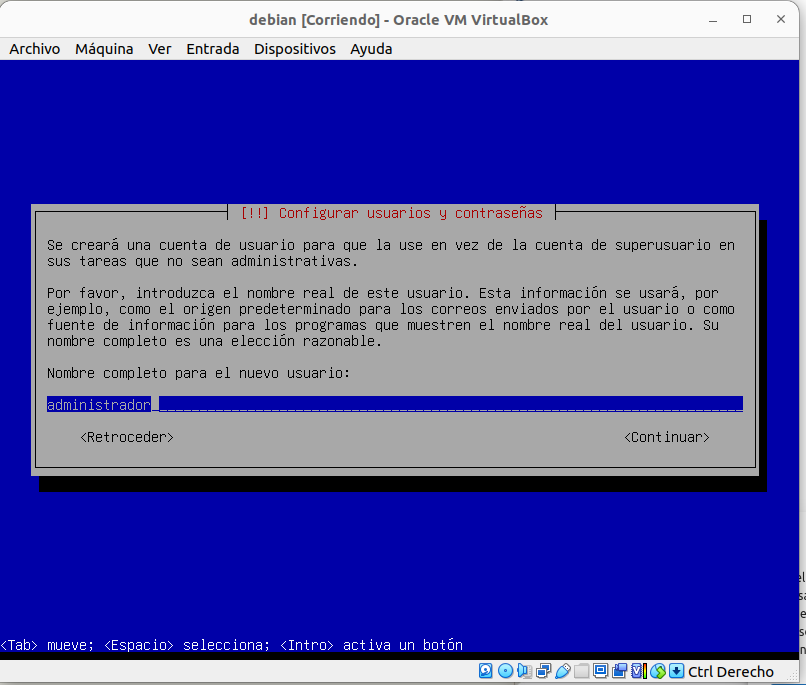 debian [Corriendo] - Oracle VM VirtualBox
Archivo Máquina Ver Entrada Dispositivos Ayuda
[!!] Configurar usuarios y contraseñas
Se creará una cuenta de usuario para que la use en vez de la cuenta de superusuario en
sus tareas que no sean administrativas.
Por favor, introduzca el nombre real de este usuario. Esta información se usará, por
ejemplo, como el origen predeterminado para los correos enviados por el usuario o como
fuente de información para los programas que muestren el nombre real del usuario. Su
nombre completo es una elección razonable.
Nombre completo para el nuevo usuario:
administrador
<Retroceder> <Continuar>
<Tab> mueve; <Espacio> selecciona; <Intro> activa un botón
Ctrl Derecho